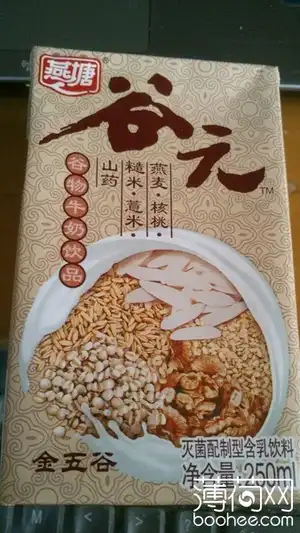 燕塘
谷元
TM
谷物牛奶饮品
燕麦·核桃·
糙米·薏米·
山药
金五谷
灭菌配制型含乳饮料
净含量:250ml
薄荷网
boohee.com
M